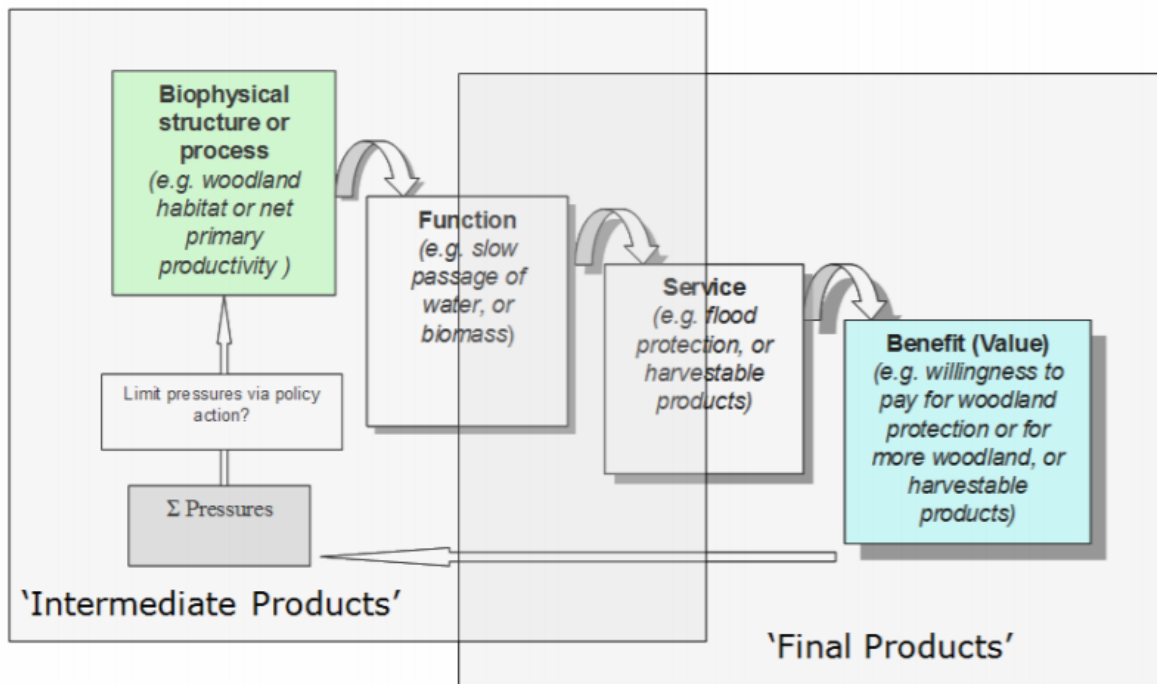 Biophysical
structure or
process
(e.g. woodland
habitat or net
primary
productivity )
Function
(e.g. slow
passage of
water, or
biomass)
Service
(e.g. flood
protection, or
harvestable
products)
Benefit (Value)
(e.g. willingness to
pay for woodland
protection or for
more woodland, or
harvestable
products)
Limit pressures via policy
action?
Σ Pressures
‘Intermediate Products’
‘Final Products’